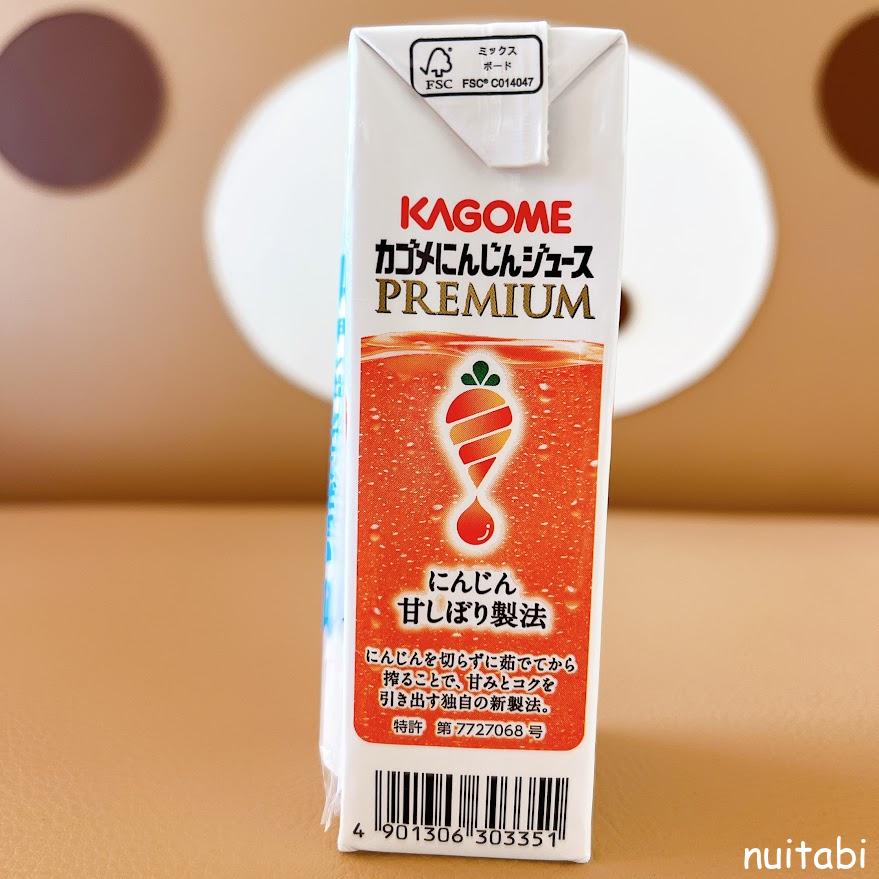 ミックス
ボード
FSC
FSC® C014047
KAGOME
カゴメにんじんジュース
PREMIUM
にんじん
甘しぼり製法
にんじんを切らずに茹でてから
搾ることで、甘みとコクを
引き出す独自の新製法。
特許 第7727068号
4 901306 303351
nuitabi